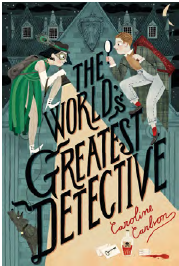 THE
WORLD'S
GREATEST
DETECTIVE
Caroline
Carlson